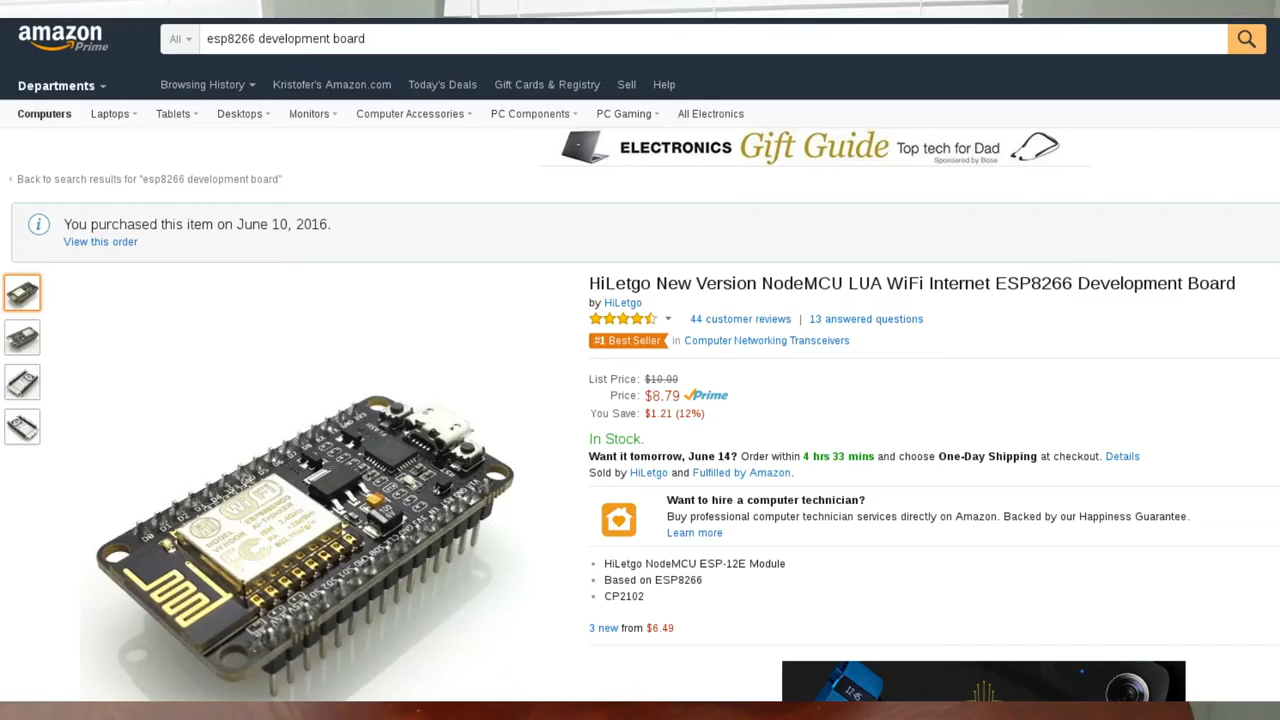 amazon
Prime
All
esp8266 development board
Departments
Browsing History
Kristofer's Amazon.com
Today's Deals
Gift Cards & Registry
Sell
Help
Computers
Laptops
Tablets
Desktops
Monitors
Computer Accessories
PC Components
PC Gaming
All Electronics
ELECTRONICS Gift Guide Top tech for Dad
Sponsored by Bose
Back to search results for "esp8266 development board"
You purchased this item on June 10, 2016.
View this order
HiLetgo New Version NodeMCU LUA WiFi Internet ESP8266 Development Board
by HiLetgo
44 customer reviews | 13 answered questions
#1 Best Seller in Computer Networking Transceivers
List Price: $10.00
Price: $8.79 Prime
You Save: $1.21 (12%)
In Stock.
Want it tomorrow, June 14? Order within 4 hrs 33 mins and choose One-Day Shipping at checkout. Details
Sold by HiLetgo and Fulfilled by Amazon.
Want to hire a computer technician?
Buy professional computer technician services directly on Amazon. Backed by our Happiness Guarantee.
Learn more
HiLetgo NodeMCU ESP-12E Module
Based on ESP8266
CP2102
3 new from $6.49